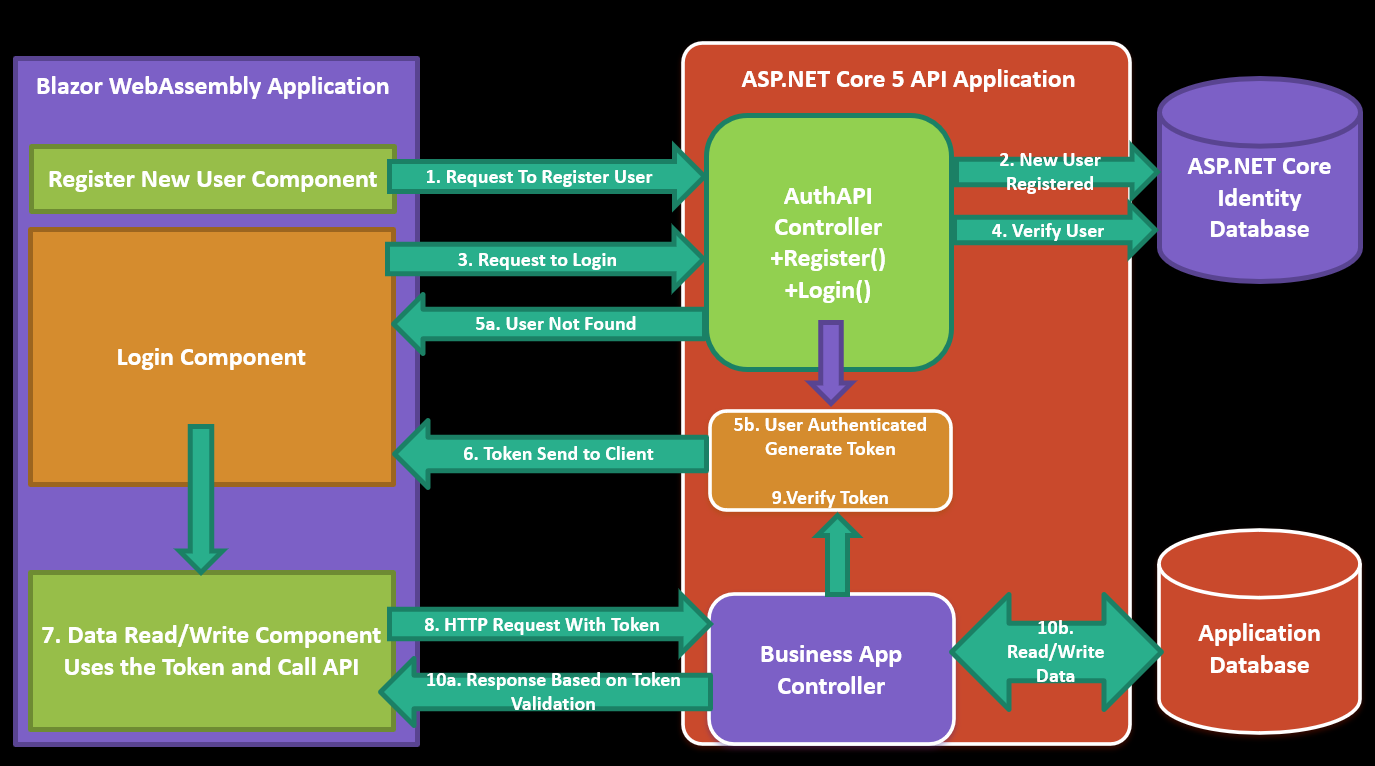 Blazor WebAssembly Application
ASP.NET Core 5 API Application
Register New User Component
1. Request To Register User
AuthAPI
Controller
+Register()
+Login()
2. New User
Registered
4. Verify User
ASP.NET Core
Identity
Database
3. Request to Login
5a. User Not Found
Login Component
5b. User Authenticated
Generate Token
9.Verify Token
6. Token Send to Client
7. Data Read/Write Component
Uses the Token and Call API
8. HTTP Request With Token
10a. Response Based on Token
Validation
Business App
Controller
10b.
Read/Write
Data
Application
Database